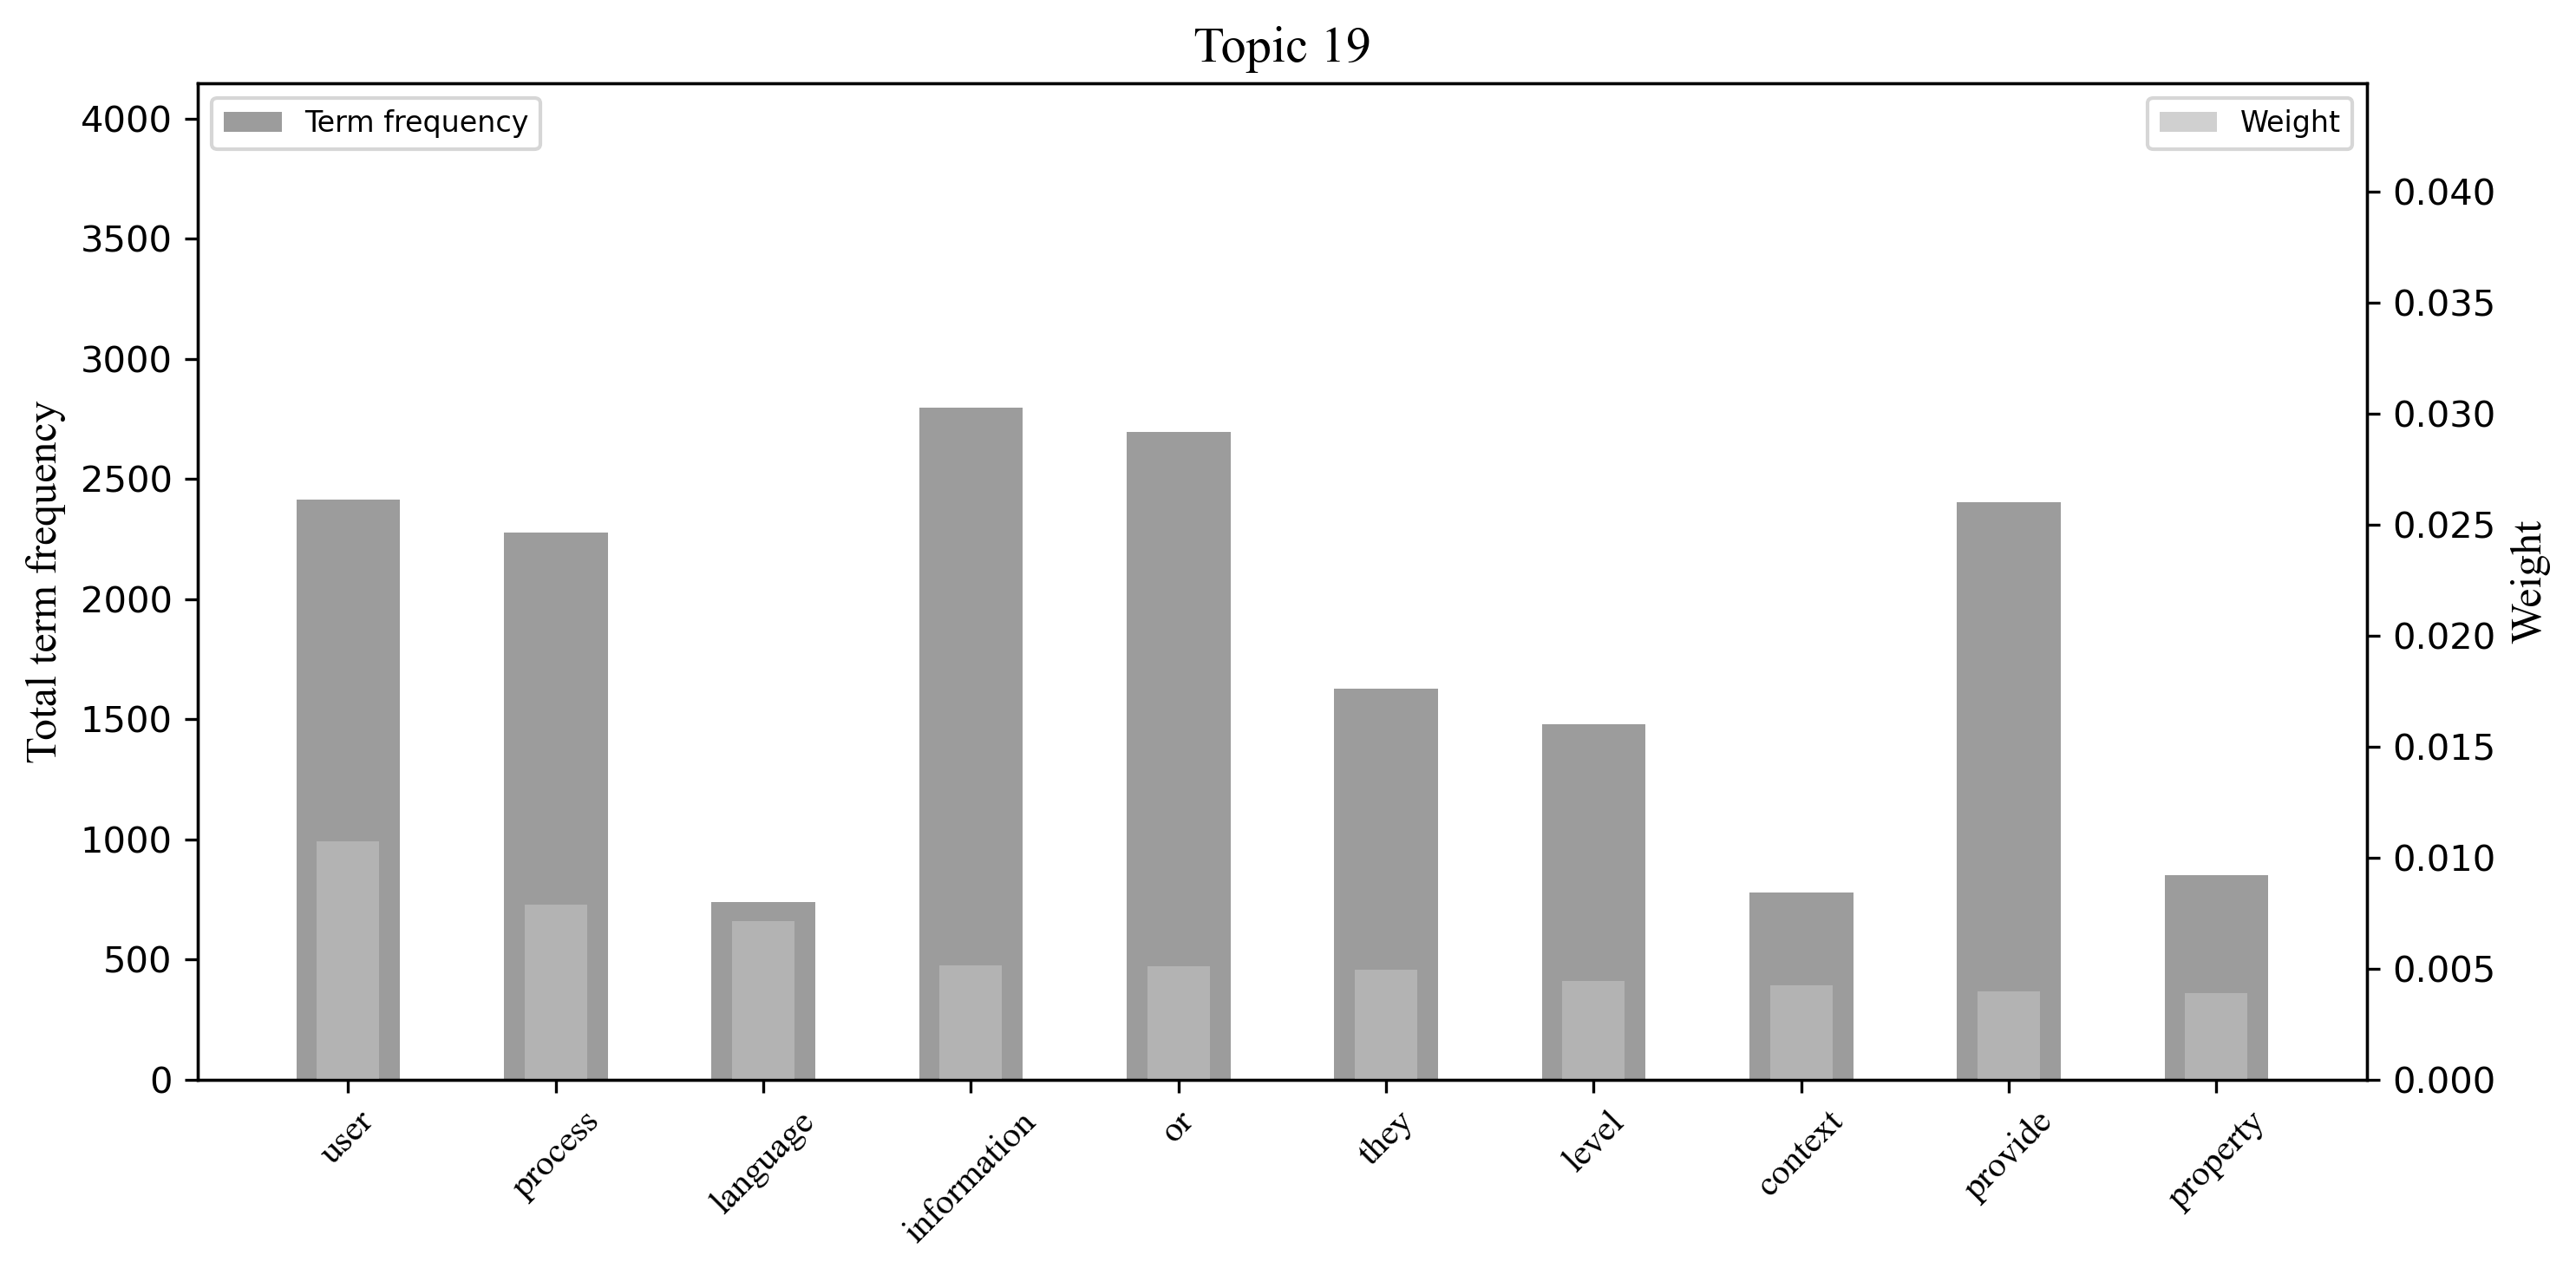 Topic 19
Term frequency
Weight
4000
3500
3000
2500
2000
1500
1000
500
0
Total term frequency
0.040
0.035
0.030
0.025
0.020
0.015
0.010
0.005
0.000
Weight
user
process
language
information
or
they
level
context
provide
property